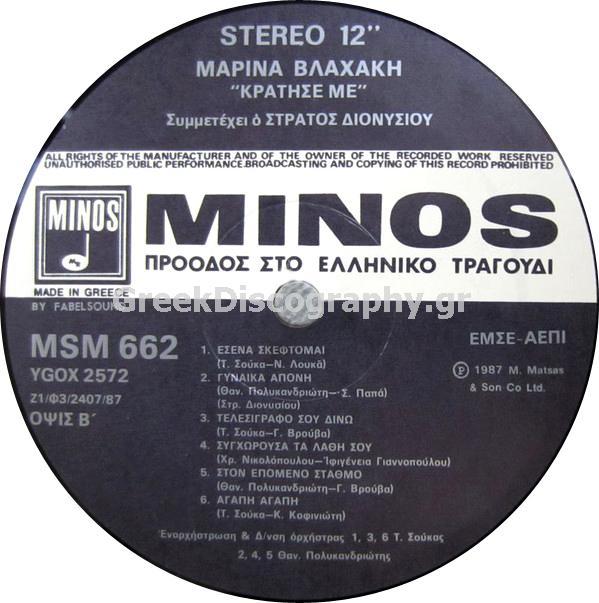 STEREO 12''
ΜΑΡΙΝΑ ΒΛΑΧΑΚΗ
"ΚΡΑΤΗΣΕ ΜΕ"
Συμμετέχει ὁ ΣΤΡΑΤΟΣ ΔΙΟΝΥΣΙΟΥ
ALL RIGHTS OF THE MANUFACTURER AND OF THE OWNER OF THE RECORDED WORK RESERVED
UNAUTHORISED PUBLIC PERFORMANCE.BROADCASTING AND COPYING OF THIS RECORD PROHIBITED
MINOS
MINOS
ΠΡΟΟΔΟΣ ΣΤΟ ΕΛΛΗΝΙΚΟ ΤΡΑΓΟΥΔΙ
MADE IN GREECE
BY FABELSOUND
GreekDiscography.gr
MSM 662
YGOX 2572
Ζ1/Φ3/2407/87
ΟΨΙΣ Β΄
ΕΜΣΕ-ΑΕΠΙ
Ⓟ 1987 M. Matsas
& Son Co Ltd.
1. ΕΣΕΝΑ ΣΚΕΦΤΟΜΑΙ
(Τ. Σούκα-Ν. Λουκᾶ)
2. ΓΥΝΑΙΚΑ ΑΠΟΝΗ
(Θαν. Πολυκανδριώτη-Σ. Παπά)
(Στρ. Διονυσίου)
3. ΤΕΛΕΣΙΓΡΑΦΟ ΣΟΥ ΔΙΝΩ
(Τ. Σούκα-Γ. Βρούβα)
4. ΣΥΓΧΩΡΟΥΣΑ ΤΑ ΛΑΘΗ ΣΟΥ
(Χρ. Νικολόπουλου-Ἰφιγένεια Γιαννοπούλου)
5. ΣΤΟΝ ΕΠΟΜΕΝΟ ΣΤΑΘΜΟ
(Θαν. Πολυκανδριώτη-Γ. Βρούβα)
6. ΑΓΑΠΗ ΑΓΑΠΗ
(Τ. Σούκα-Κ. Κοφινιώτη)
Ἐναρχήστρωση & Δ/νση ὀρχήστρας 1, 3, 6 Τ. Σούκας
2, 4, 5 Θαν. Πολυκανδριώτης